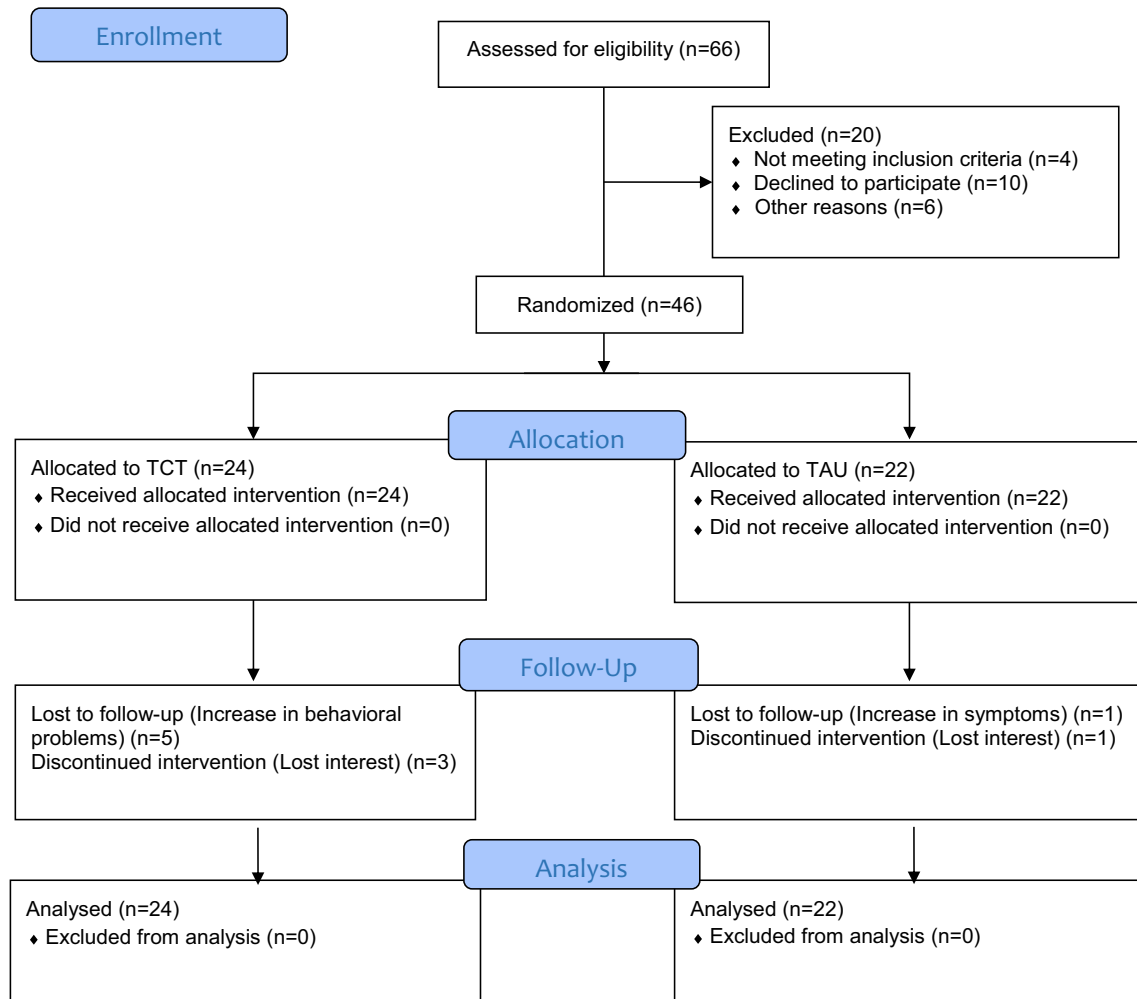 Enrollment
Assessed for eligibility (n=66)
Excluded (n=20)
♦ Not meeting inclusion criteria (n=4)
♦ Declined to participate (n=10)
♦ Other reasons (n=6)
Randomized (n=46)
Allocation
Allocated to TCT (n=24)
♦ Received allocated intervention (n=24)
♦ Did not receive allocated intervention (n=0)
Allocated to TAU (n=22)
♦ Received allocated intervention (n=22)
♦ Did not receive allocated intervention (n=0)
Follow-Up
Lost to follow-up (Increase in behavioral
problems) (n=5)
Discontinued intervention (Lost interest) (n=3)
Lost to follow-up (Increase in symptoms) (n=1)
Discontinued intervention (Lost interest) (n=1)
Analysis
Analysed (n=24)
♦ Excluded from analysis (n=0)
Analysed (n=22)
♦ Excluded from analysis (n=0)